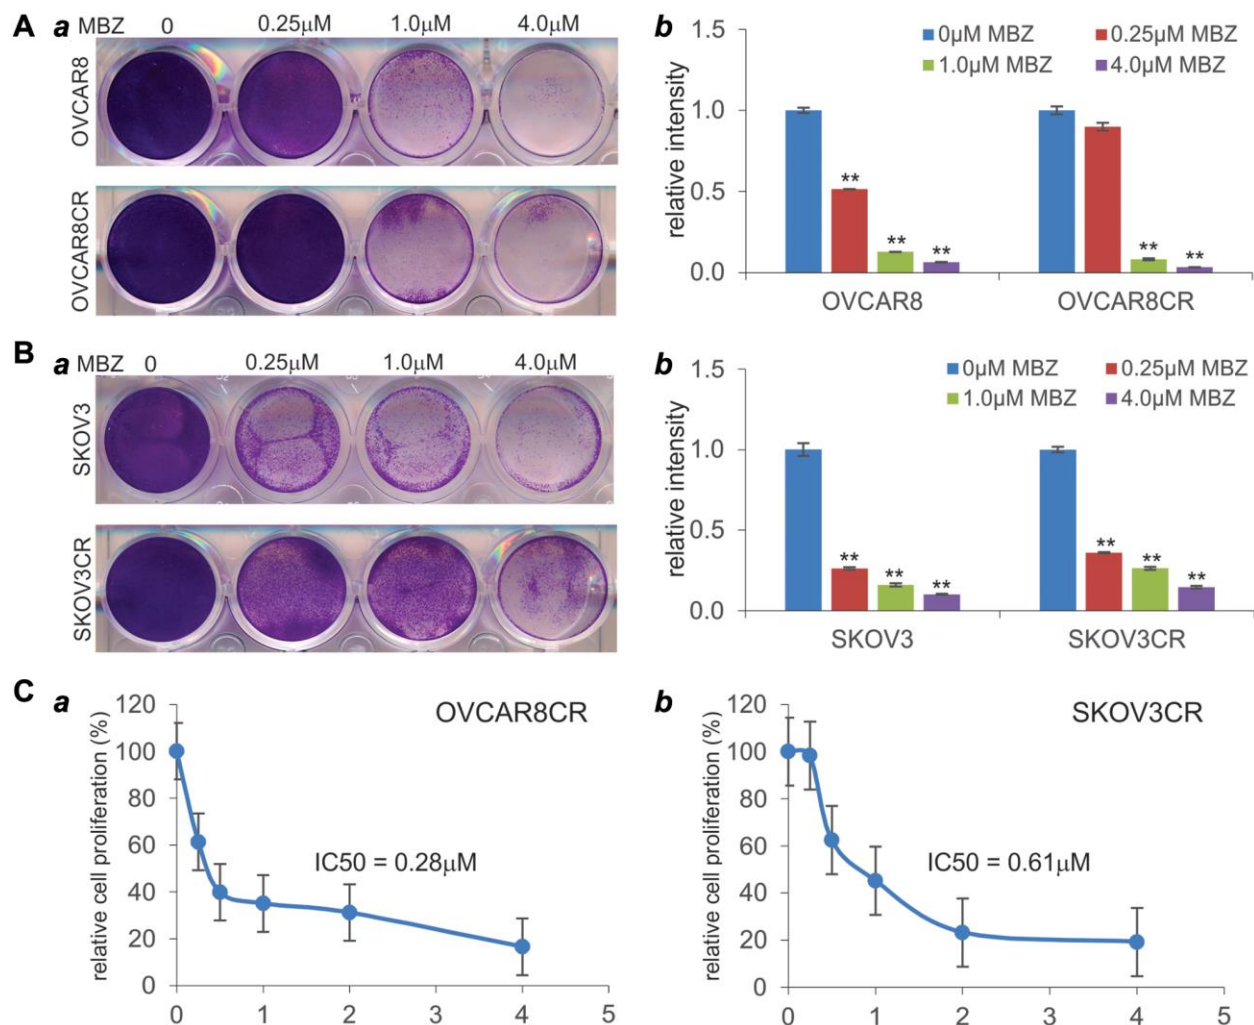 A a MBZ 0 0.25μM 1.0μM 4.0μM
OVCAR8
OVCAR8CR
b
relative intensity
1.5
1.0
0.5
0.0
0μM MBZ 0.25μM MBZ
1.0μM MBZ 4.0μM MBZ
** ** **
** **
OVCAR8 OVCAR8CR
B a MBZ 0 0.25μM 1.0μM 4.0μM
SKOV3
SKOV3CR
b
relative intensity
1.5
1.0
0.5
0.0
0μM MBZ 0.25μM MBZ
1.0μM MBZ 4.0μM MBZ
** ** **
** ** **
SKOV3 SKOV3CR
C a
relative cell proliferation (%)
120
100
80
60
40
20
0
OVCAR8CR
IC50 = 0.28μM
0 1 2 3 4 5
b
relative cell proliferation (%)
120
100
80
60
40
20
0
SKOV3CR
IC50 = 0.61μM
0 1 2 3 4 5